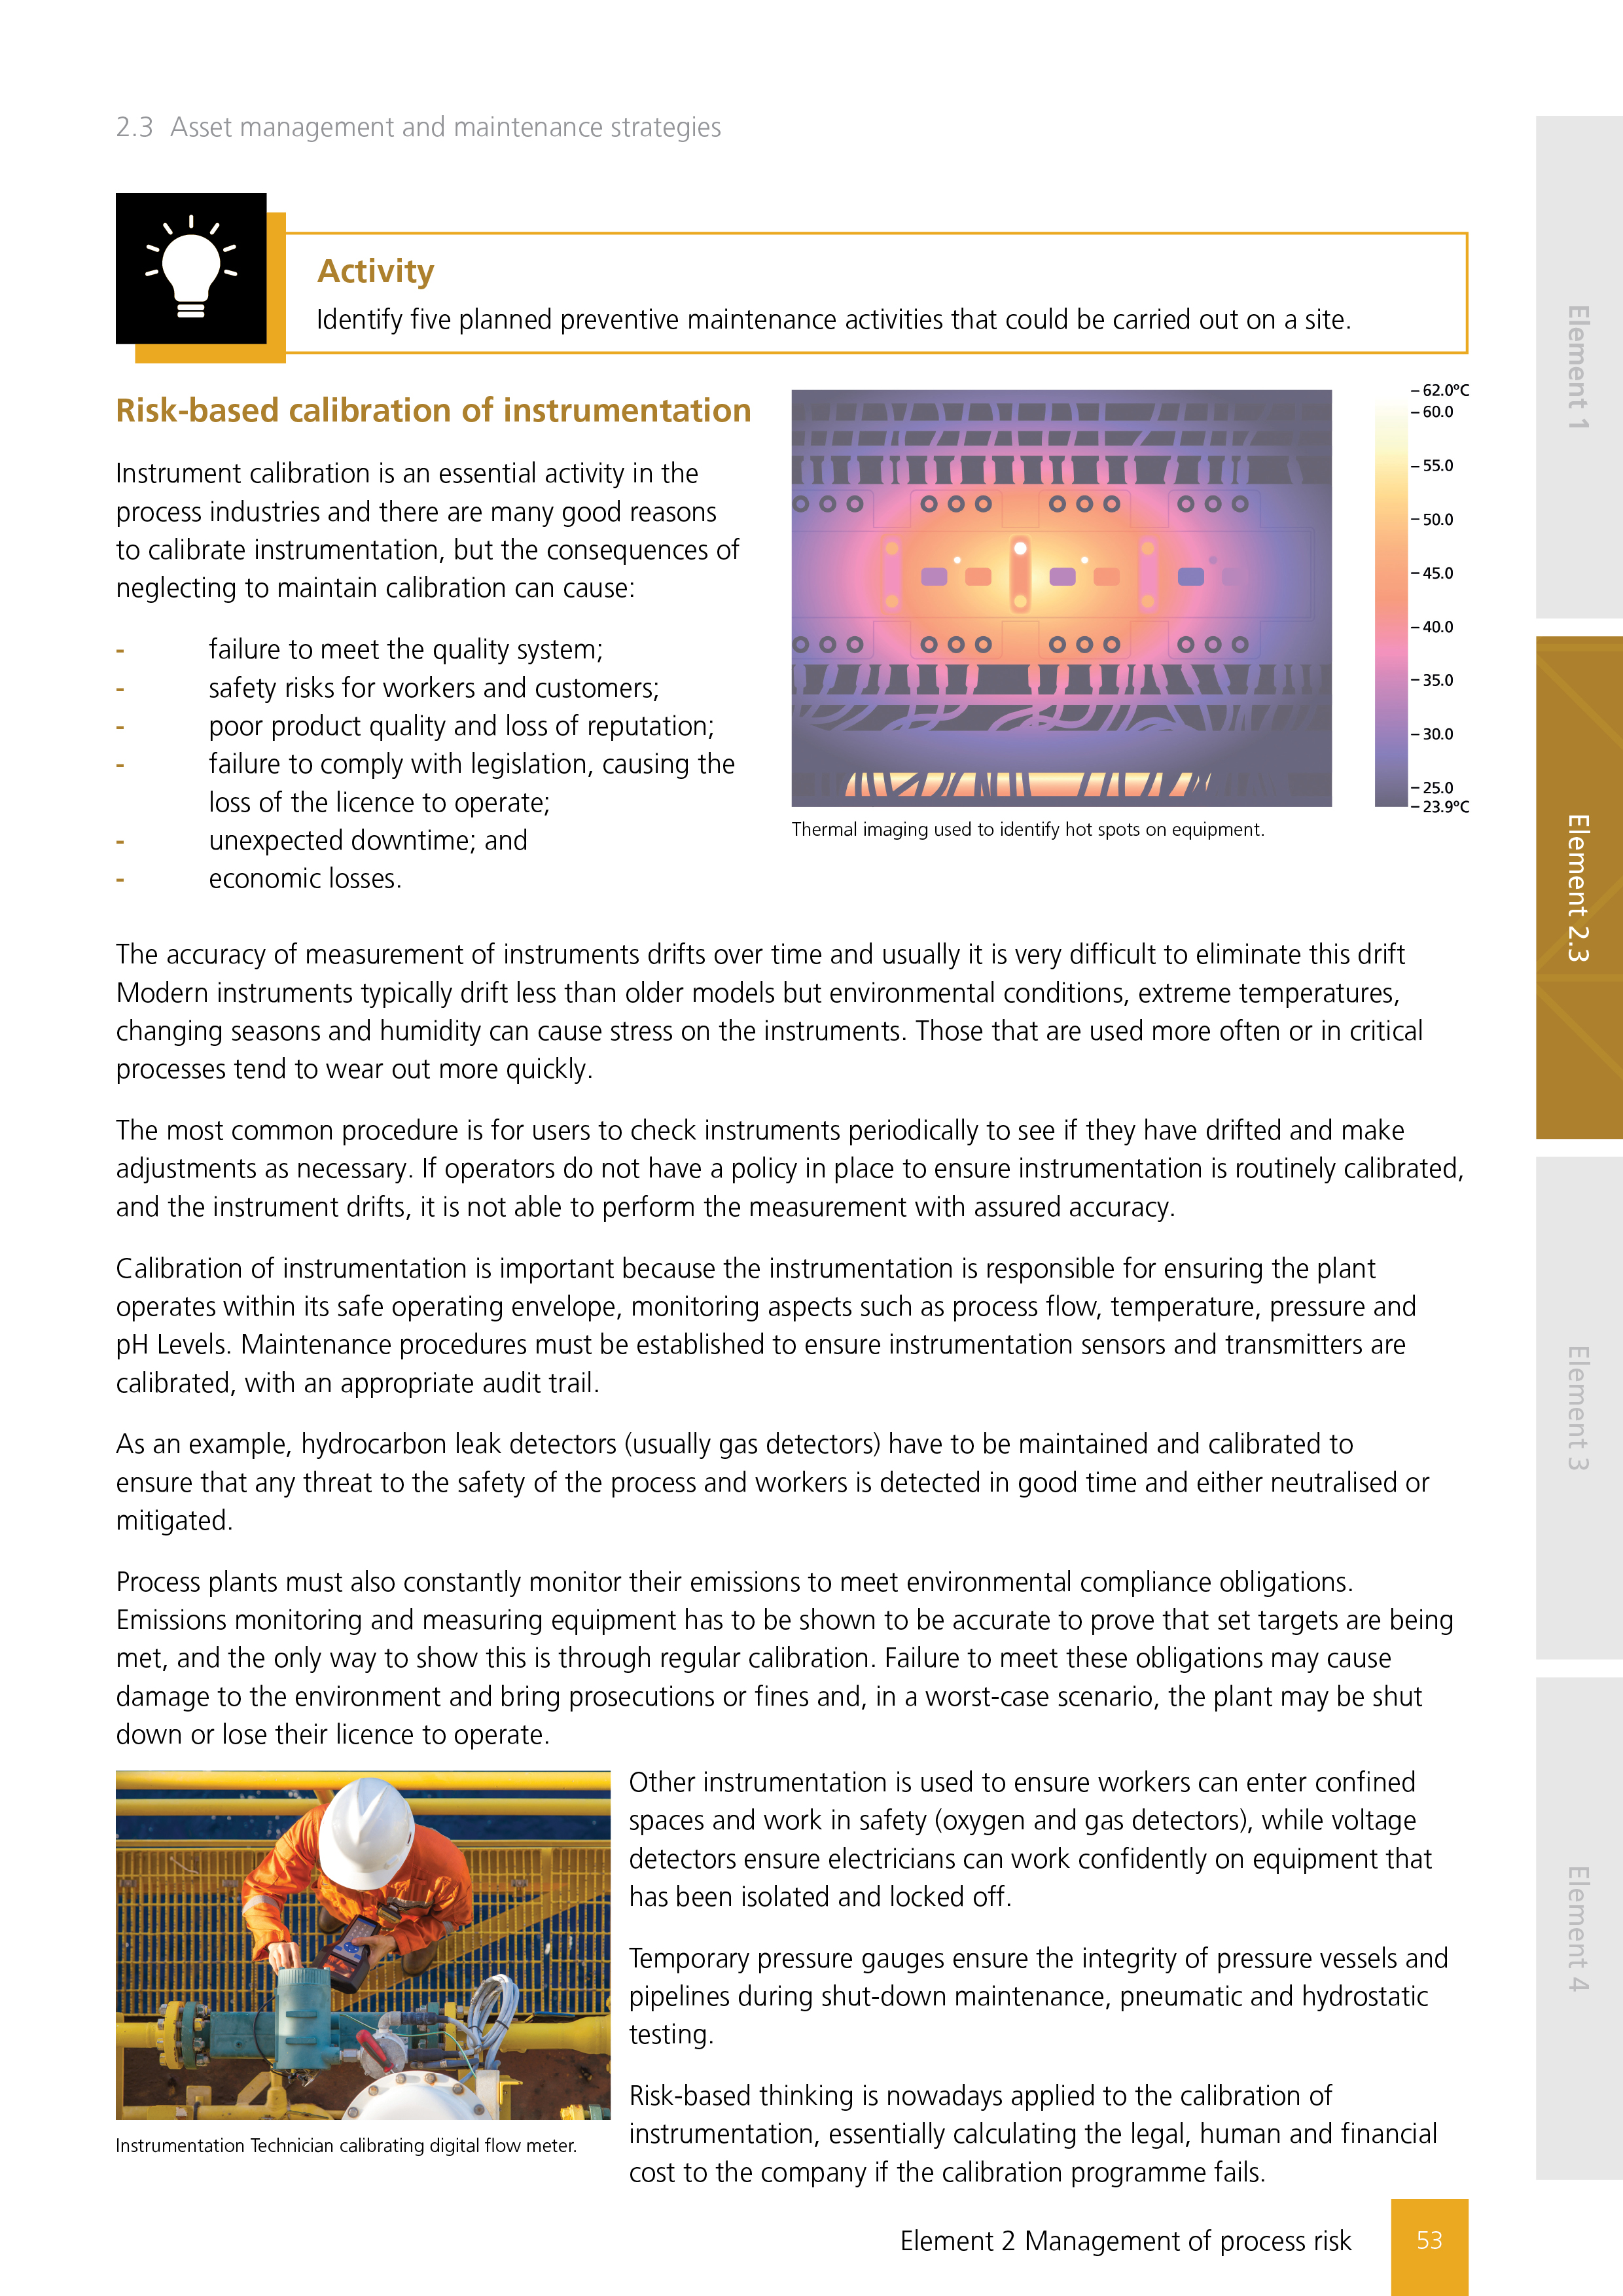 2.3 Asset management and maintenance strategies
Activity
Identify five planned preventive maintenance activities that could be carried out on a site.
Risk-based calibration of instrumentation
Instrument calibration is an essential activity in the
process industries and there are many good reasons
to calibrate instrumentation, but the consequences of
neglecting to maintain calibration can cause:
- failure to meet the quality system;
- safety risks for workers and customers;
- poor product quality and loss of reputation;
- failure to comply with legislation, causing the
loss of the licence to operate;
- unexpected downtime; and
- economic losses.
62.0ºC
60.0
55.0
50.0
45.0
40.0
35.0
30.0
25.0
23.9ºC
Thermal imaging used to identify hot spots on equipment.
The accuracy of measurement of instruments drifts over time and usually it is very difficult to eliminate this drift
Modern instruments typically drift less than older models but environmental conditions, extreme temperatures,
changing seasons and humidity can cause stress on the instruments. Those that are used more often or in critical
processes tend to wear out more quickly.
The most common procedure is for users to check instruments periodically to see if they have drifted and make
adjustments as necessary. If operators do not have a policy in place to ensure instrumentation is routinely calibrated,
and the instrument drifts, it is not able to perform the measurement with assured accuracy.
Calibration of instrumentation is important because the instrumentation is responsible for ensuring the plant
operates within its safe operating envelope, monitoring aspects such as process flow, temperature, pressure and
pH Levels. Maintenance procedures must be established to ensure instrumentation sensors and transmitters are
calibrated, with an appropriate audit trail.
As an example, hydrocarbon leak detectors (usually gas detectors) have to be maintained and calibrated to
ensure that any threat to the safety of the process and workers is detected in good time and either neutralised or
mitigated.
Process plants must also constantly monitor their emissions to meet environmental compliance obligations.
Emissions monitoring and measuring equipment has to be shown to be accurate to prove that set targets are being
met, and the only way to show this is through regular calibration. Failure to meet these obligations may cause
damage to the environment and bring prosecutions or fines and, in a worst-case scenario, the plant may be shut
down or lose their licence to operate.
Other instrumentation is used to ensure workers can enter confined
spaces and work in safety (oxygen and gas detectors), while voltage
detectors ensure electricians can work confidently on equipment that
has been isolated and locked off.
Temporary pressure gauges ensure the integrity of pressure vessels and
pipelines during shut-down maintenance, pneumatic and hydrostatic
testing.
Risk-based thinking is nowadays applied to the calibration of
instrumentation, essentially calculating the legal, human and financial
cost to the company if the calibration programme fails.
Instrumentation Technician calibrating digital flow meter.
Element 2 Management of process risk
53
Element 1
Element 2.3
Element 3
Element 4